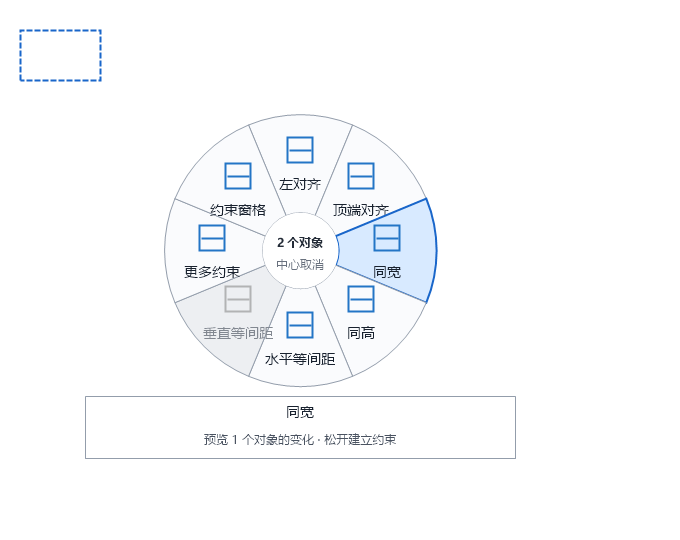 左对齐
约束窗格
顶端对齐
2 个对象
中心取消
更多约束
同宽
垂直等间距
同高
水平等间距
同宽
预览 1 个对象的变化 · 松开建立约束